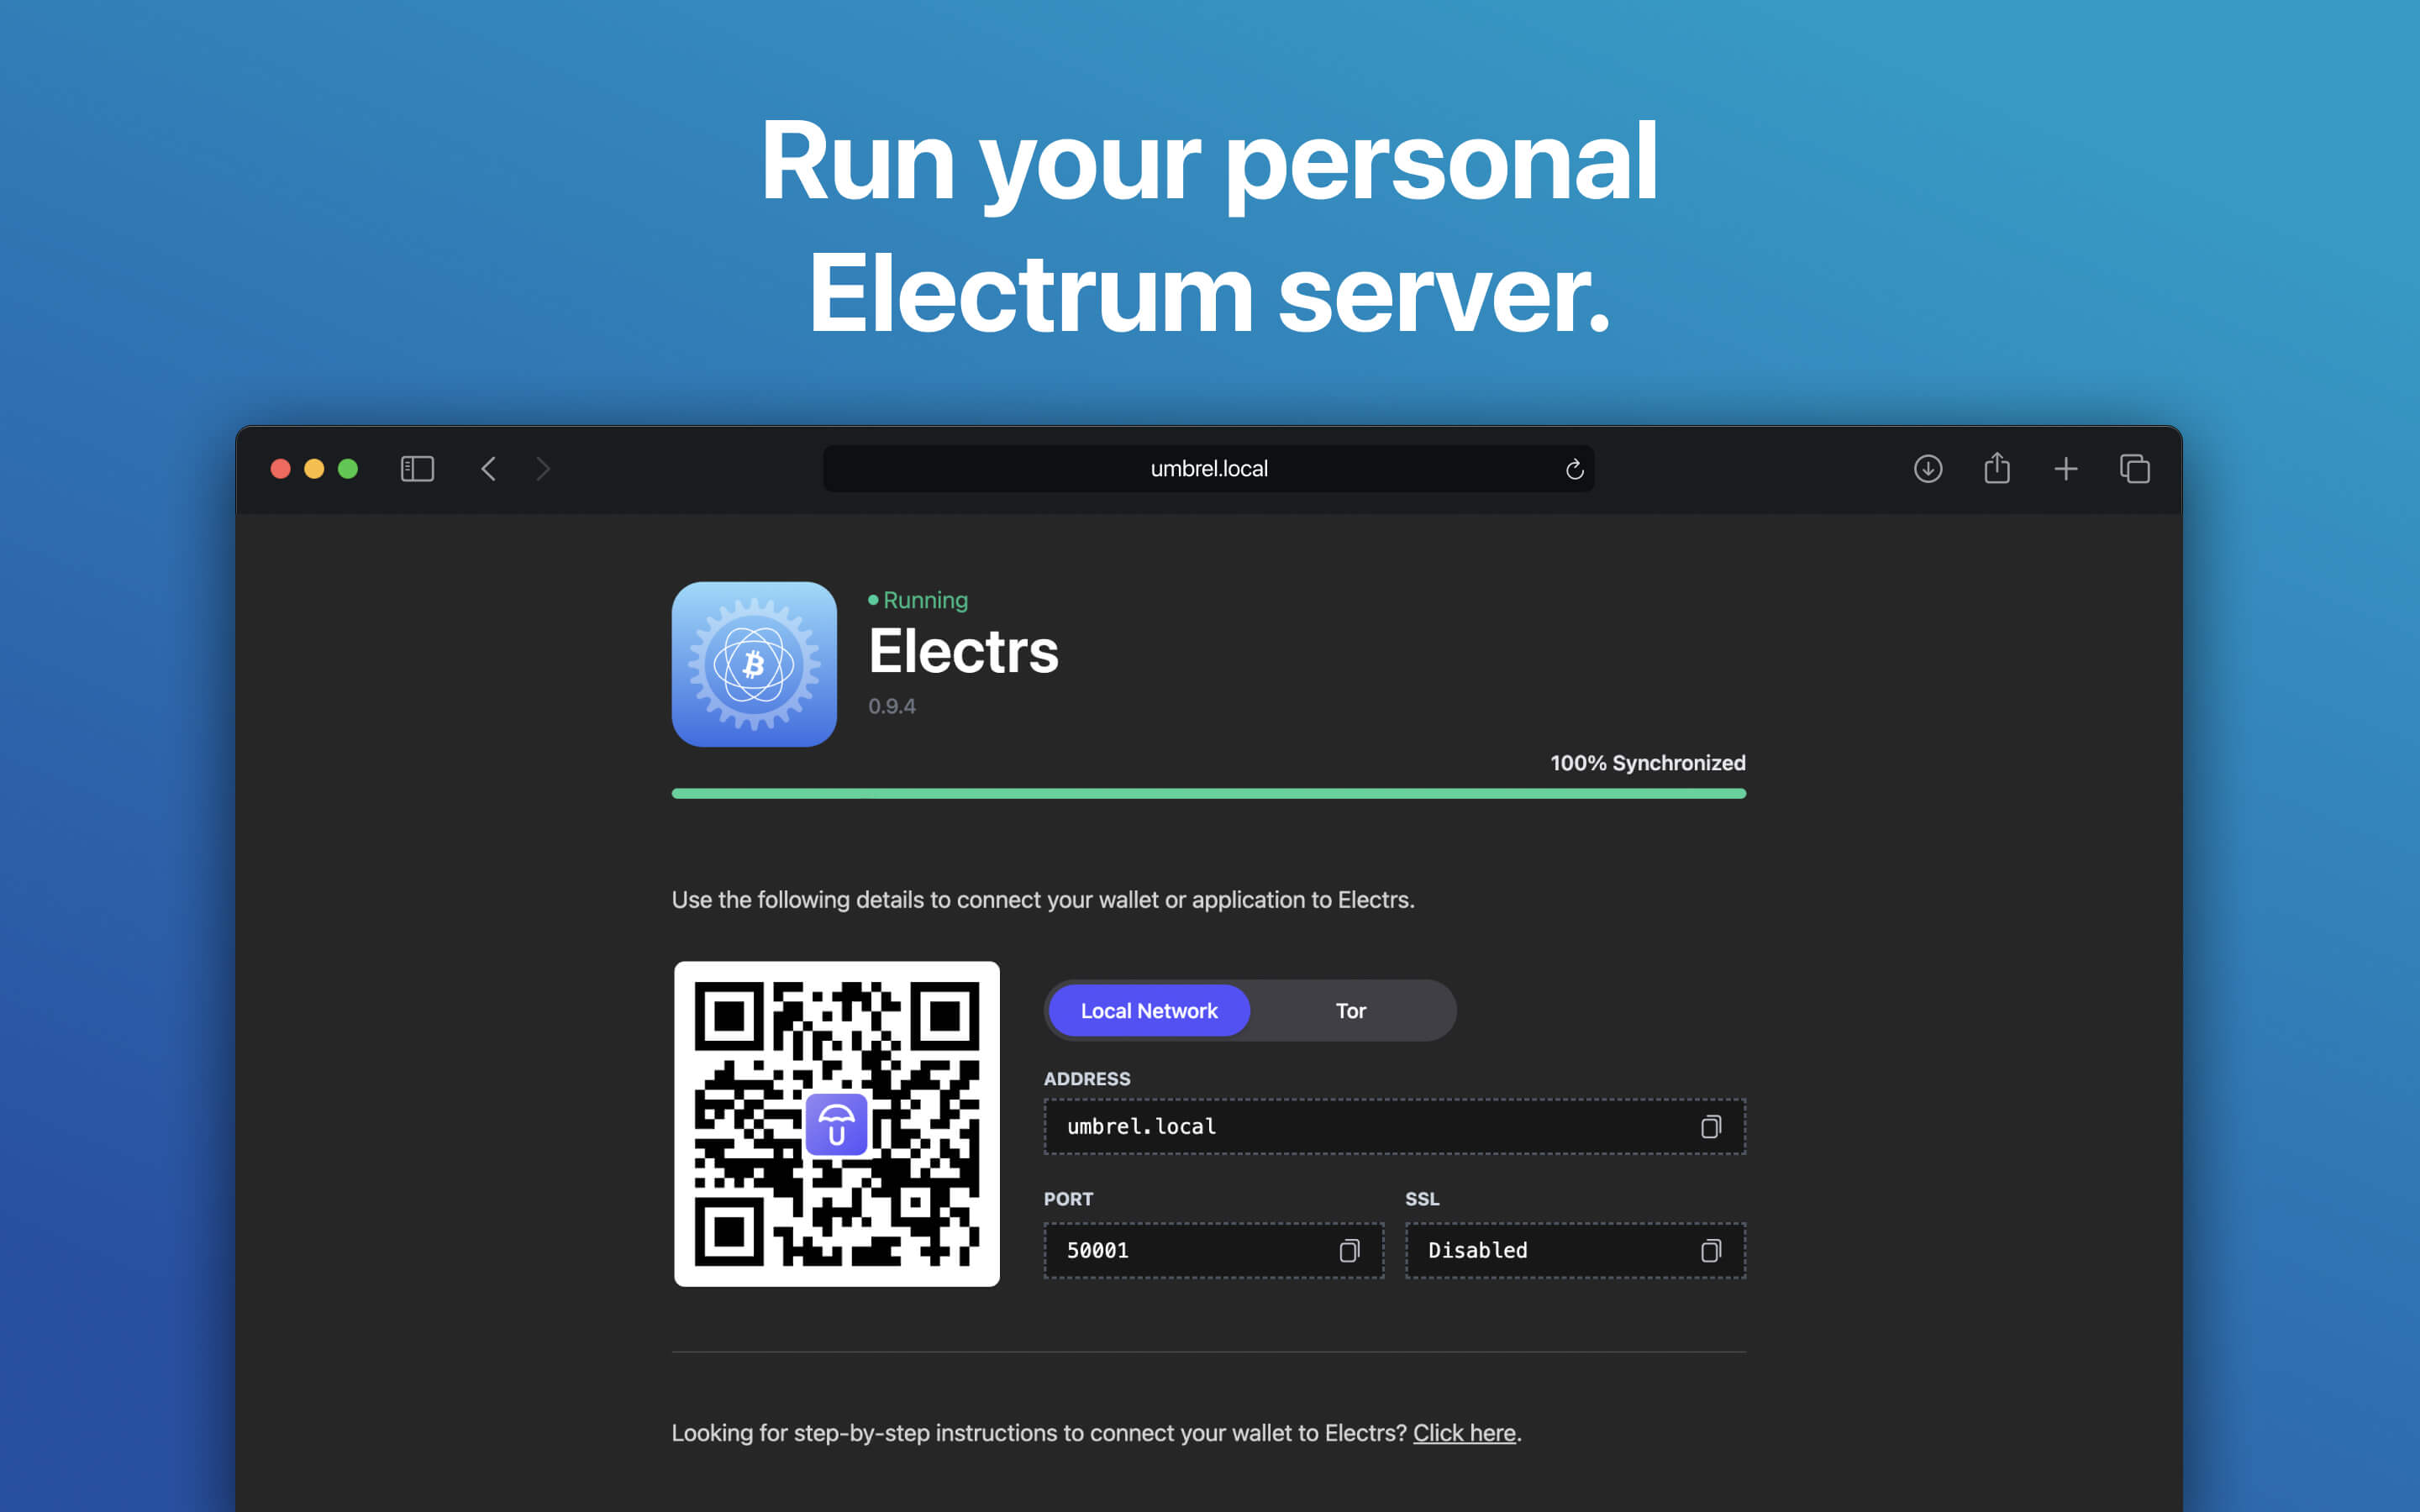 Run your personal
Electrum server.
umbrel.local
Running
Electrs
0.9.4
100% Synchronized
Use the following details to connect your wallet or application to Electrs.
Local Network Tor
ADDRESS
umbrel.local
PORT SSL
50001 Disabled
Looking for step-by-step instructions to connect your wallet to Electrs? Click here.